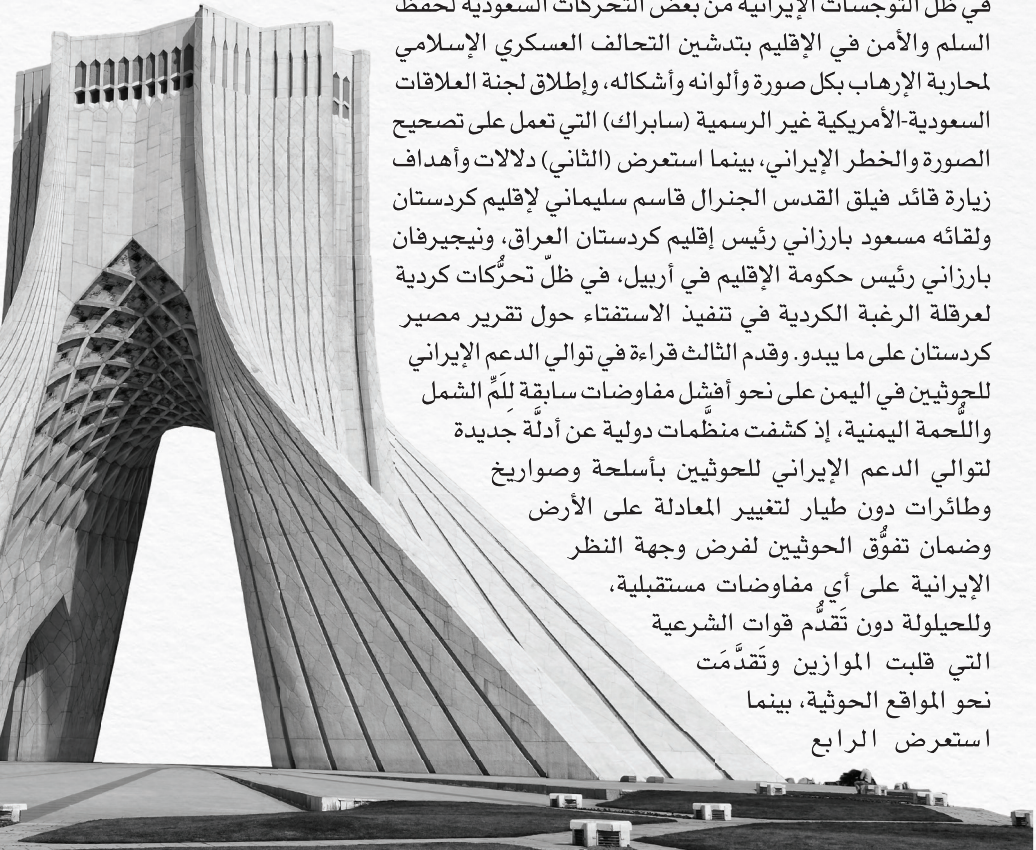 في ظل التوجسات الإيرانية من بعض التحركات السعودية لحفظ
السلم والأمن في الإقليم بتدشين التحالف العسكري الإسلامي
لمحاربة الإرهاب بكل صورة وألوانه وأشكاله، وإطلاق لجنة العلاقات
السعودية-الأمريكية غير الرسمية (سابراك) التي تعمل على تصحيح
الصورة والخطر الإيراني، بينما استعرض (الثاني) دلالات وأهداف
زيارة قائد فيلق القدس الجنرال قاسم سليماني لإقليم كردستان
ولقائه مسعود بارزاني رئيس إقليم كردستان العراق، ونيجيرفان
بارزاني رئيس حكومة الإقليم في أربيل، في ظلّ تحرُّكات كردية
لعرقلة الرغبة الكردية في تنفيذ الاستفتاء حول تقرير مصير
كردستان على ما يبدو. وقدم الثالث قراءة في توالي الدعم الإيراني
للحوثيين في اليمن على نحو أفشل مفاوضات سابقة لِلَمِّ الشمل
واللُّحمة اليمنية، إذ كشفت منظَّمات دولية عن أدلَّة جديدة
لتوالي الدعم الإيراني للحوثيين بأسلحة وصواريخ
وطائرات دون طيار لتغيير المعادلة على الأرض
وضمان تفوُّق الحوثيين لفرض وجهة النظر
الإيرانية على أي مفاوضات مستقبلية،
وللحيلولة دون تَقدُّم قوات الشرعية
التي قلبت الموازين وتَقدَّمَت
نحو المواقع الحوثية، بينما
استعرض الرابع